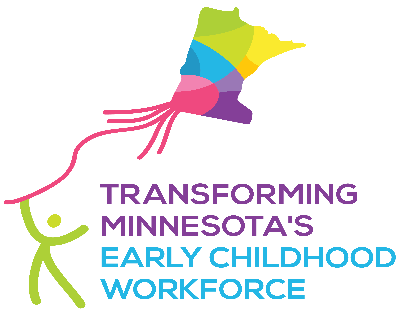 TRANSFORMING
MINNESOTA'S
EARLY CHILDHOOD
WORKFORCE